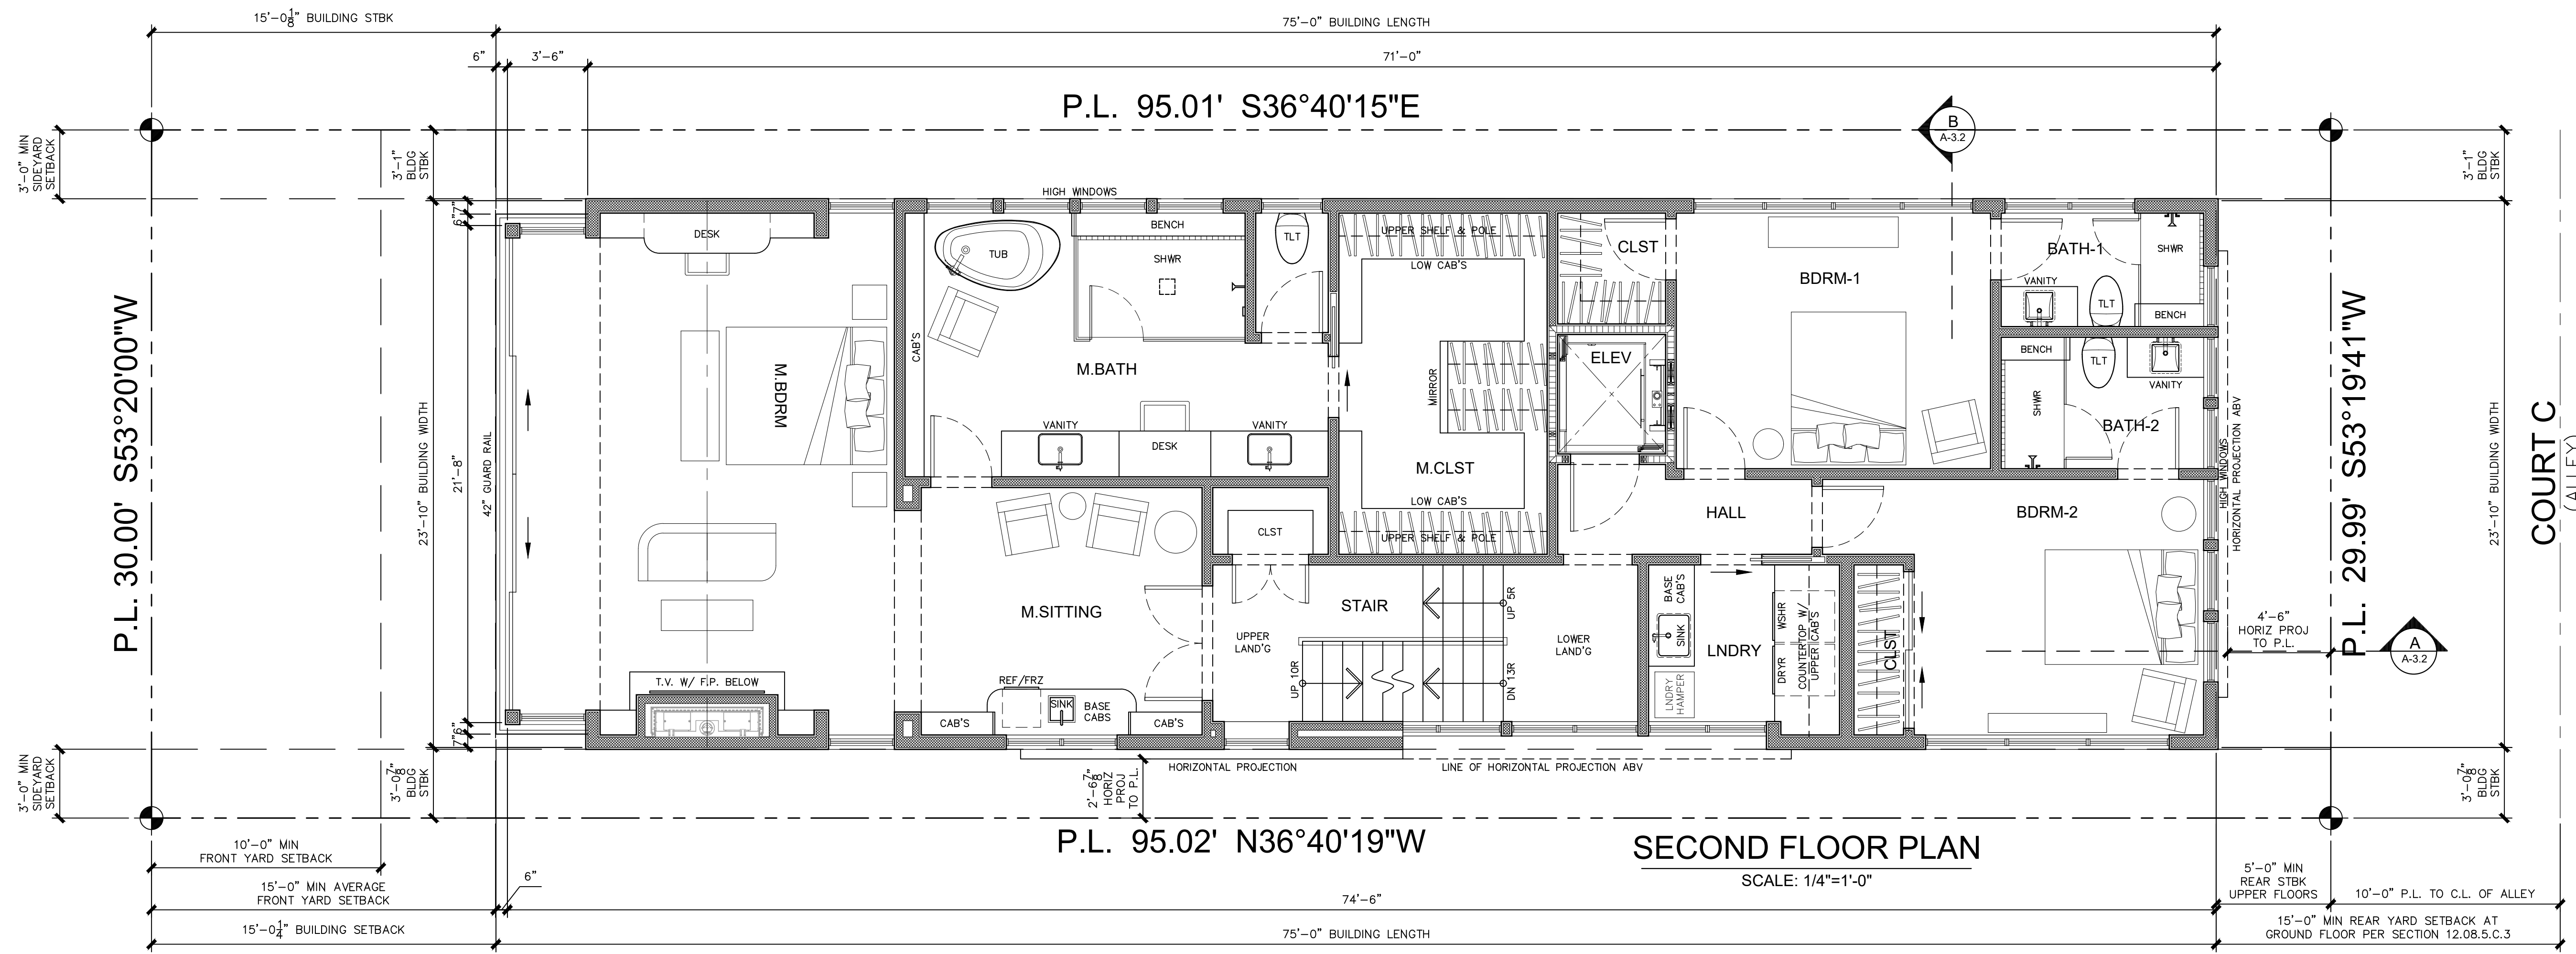 15'-0 1/8" BUILDING STBK
75'-0" BUILDING LENGTH
6"
3'-6"
71'-0"
P.L. 95.01' S36°40'15"E
B
A-3.2
3'-0" MIN
SIDEYARD
SETBACK
3'-1"
BLDG
STBK
3'-1"
BLDG
STBK
HIGH WINDOWS
7"
6"
DESK
TUB
BENCH
SHWR
TLT
UPPER SHELF & POLE
LOW CAB'S
CLST
BDRM-1
BATH-1
SHWR
VANITY
TLT
BENCH
P.L. 30.00' S53°20'00"W
M.BDRM
CAB'S
M.BATH
MIRROR
ELEV
BENCH
TLT
VANITY
SHWR
BATH-2
HIGH WINDOWS
HORIZONTAL PROJECTION ABV
P.L. 29.99' S53°19'41"W
23'-10" BUILDING WIDTH
21'-8"
42" GUARD RAIL
VANITY
DESK
VANITY
M.CLST
LOW CAB'S
UPPER SHELF & POLE
CLST
HALL
BDRM-2
23'-10" BUILDING WIDTH
COURT C
(ALLEY)
M.SITTING
STAIR
UPPER
LAND'G
UP 5R
LOWER
LAND'G
UP 10R
DN 13R
BASE
CAB'S
SINK
LNDRY
LNDRY
HAMPER
WSHR
DRYR
COUNTERTOP W/
UPPER CAB'S
CLST
4'-6"
HORIZ PROJ
TO P.L.
A
A-3.2
T.V. W/ F.P. BELOW
REF/FRZ
CAB'S
SINK
BASE
CABS
CAB'S
6"
7"
HORIZONTAL PROJECTION
LINE OF HORIZONTAL PROJECTION ABV
3'-0" MIN
SIDEYARD
SETBACK
3'-0 7/8"
BLDG
STBK
2'-6 7/8"
HORIZ
PROJ
TO P.L.
3'-0 7/8"
BLDG
STBK
P.L. 95.02' N36°40'19"W
SECOND FLOOR PLAN
SCALE: 1/4"=1'-0"
10'-0" MIN
FRONT YARD SETBACK
15'-0" MIN AVERAGE
FRONT YARD SETBACK
6"
74'-6"
5'-0" MIN
REAR STBK
UPPER FLOORS
10'-0" P.L. TO C.L. OF ALLEY
15'-0 1/4" BUILDING SETBACK
75'-0" BUILDING LENGTH
15'-0" MIN REAR YARD SETBACK AT
GROUND FLOOR PER SECTION 12.08.5.C.3